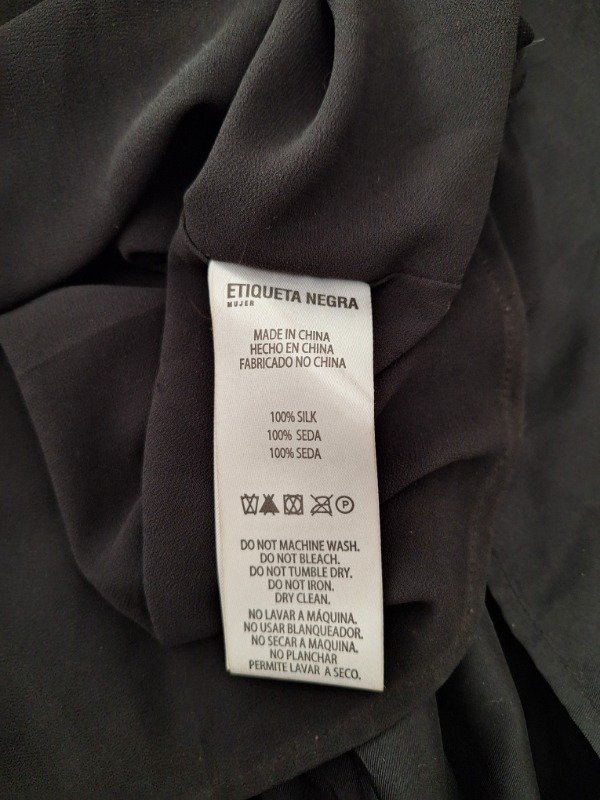 ETIQUETA NEGRA
MUJER
MADE IN CHINA
HECHO EN CHINA
FABRICADO NO CHINA
100% SILK
100% SEDA
100% SEDA
P
DO NOT MACHINE WASH.
DO NOT BLEACH.
DO NOT TUMBLE DRY.
DO NOT IRON.
DRY CLEAN.
NO LAVAR A MÁQUINA.
NO USAR BLANQUEADOR.
NO SECAR A MÁQUINA.
NO PLANCHAR
PERMITE LAVAR A SECO.